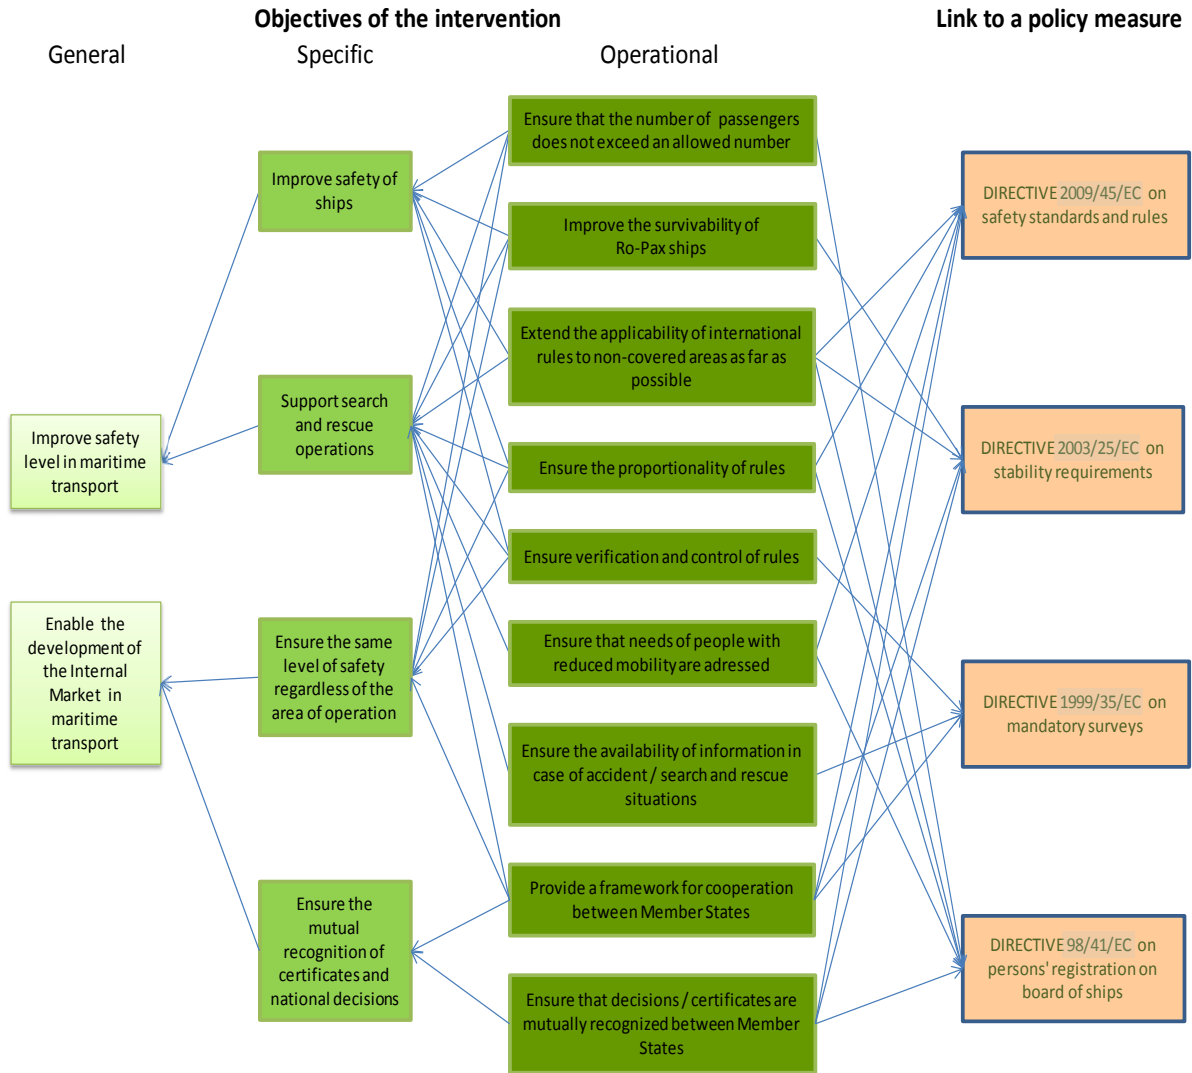 Objectives of the intervention
Link to a policy measure
General
Specific
Operational
Improve safety
level in maritime
transport
Enable the
development of
the Internal
Market in
maritime
transport
Improve safety of
ships
Support search
and rescue
operations
Ensure the same
level of safety
regardless of the
area of operation
Ensure the
mutual
recognition of
certificates and
national decisions
Ensure that the number of passengers
does not exceed an allowed number
Improve the survivability of
Ro-Pax ships
Extend the applicability of international
rules to non-covered areas as far as
possible
Ensure the proportionality of rules
Ensure verification and control of rules
Ensure that needs of people with
reduced mobility are adressed
Ensure the availability of information in
case of accident / search and rescue
situations
Provide a framework for cooperation
between Member States
Ensure that decisions / certificates are
mutually recognized between Member
States
DIRECTIVE 2009/45/EC on
safety standards and rules
DIRECTIVE 2003/25/EC on
stability requirements
DIRECTIVE 1999/35/EC on
mandatory surveys
DIRECTIVE 98/41/EC on
persons' registration on
board of ships